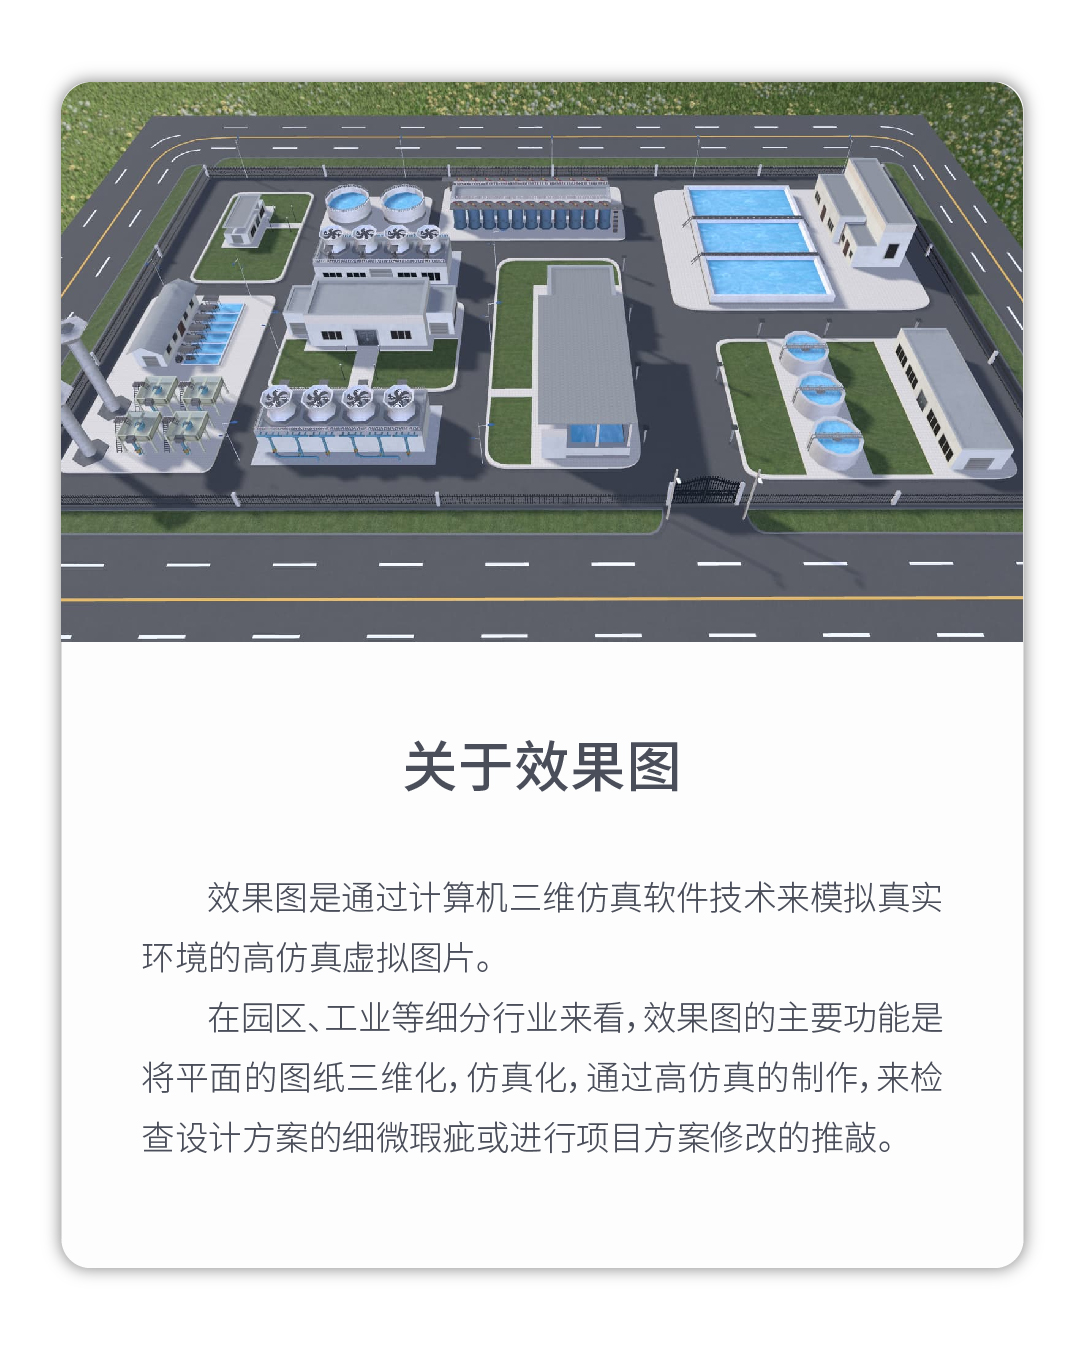 关于效果图
效果图是通过计算机三维仿真软件技术来模拟真实
环境的高仿真虚拟图片。
在园区、工业等细分行业来看，效果图的主要功能是
将平面的图纸三维化，仿真化，通过高仿真的制作，来检
查设计方案的细微瑕疵或进行项目方案修改的推敲。